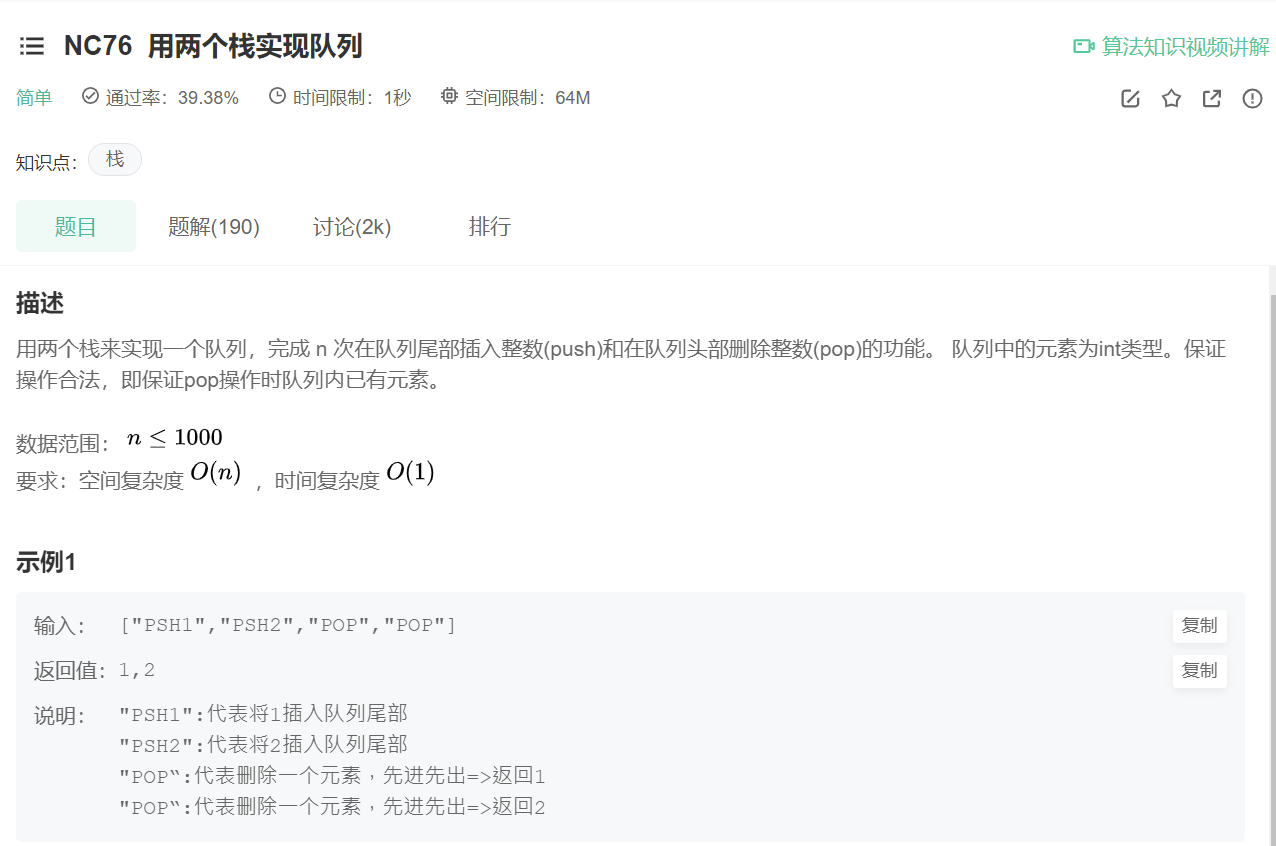 NC76 用两个栈实现队列
算法知识视频讲解
简单 通过率：39.38% 时间限制：1秒 空间限制：64M
知识点： 栈
题目 题解(190) 讨论(2k) 排行
描述
用两个栈来实现一个队列，完成 n 次在队列尾部插入整数(push)和在队列头部删除整数(pop)的功能。 队列中的元素为int类型。保证
操作合法，即保证pop操作时队列内已有元素。
数据范围： n ≤ 1000
要求：空间复杂度 O(n) ，时间复杂度 O(1)
示例1
输入： ["PSH1","PSH2","POP","POP"] 复制
返回值： 1,2 复制
说明： "PSH1":代表将1插入队列尾部
"PSH2":代表将2插入队列尾部
"POP“:代表删除一个元素，先进先出=>返回1
"POP“:代表删除一个元素，先进先出=>返回2